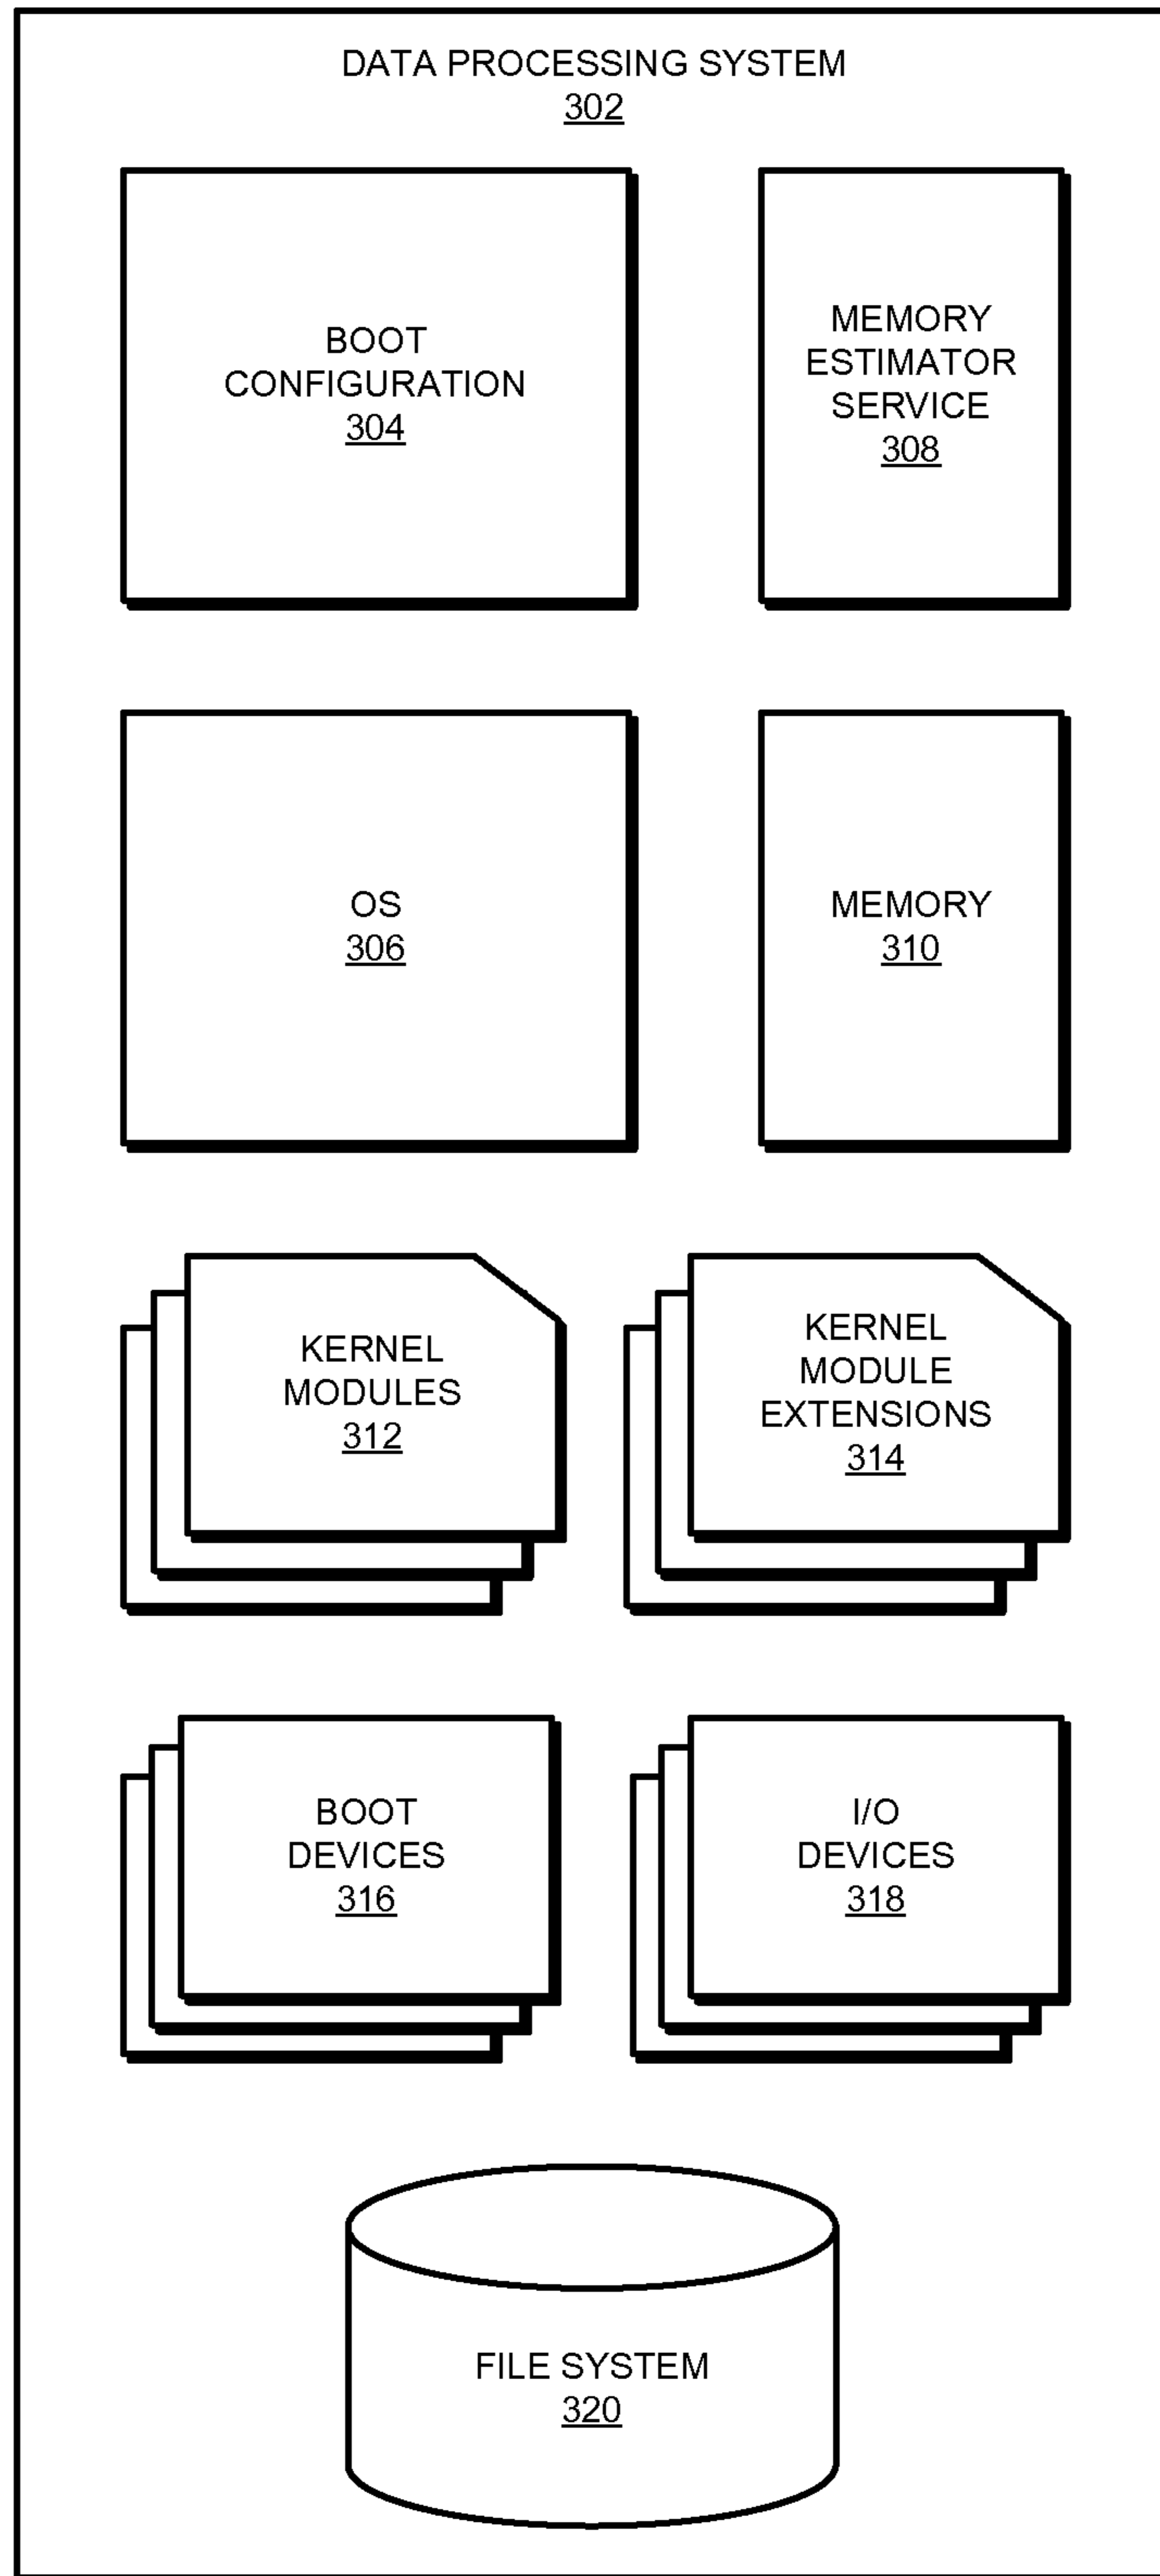 DATA PROCESSING SYSTEM
302
BOOT
CONFIGURATION
304
MEMORY
ESTIMATOR
SERVICE
308
OS
306
MEMORY
310
KERNEL
MODULES
312
KERNEL
MODULE
EXTENSIONS
314
BOOT
DEVICES
316
I/O
DEVICES
318
FILE SYSTEM
320